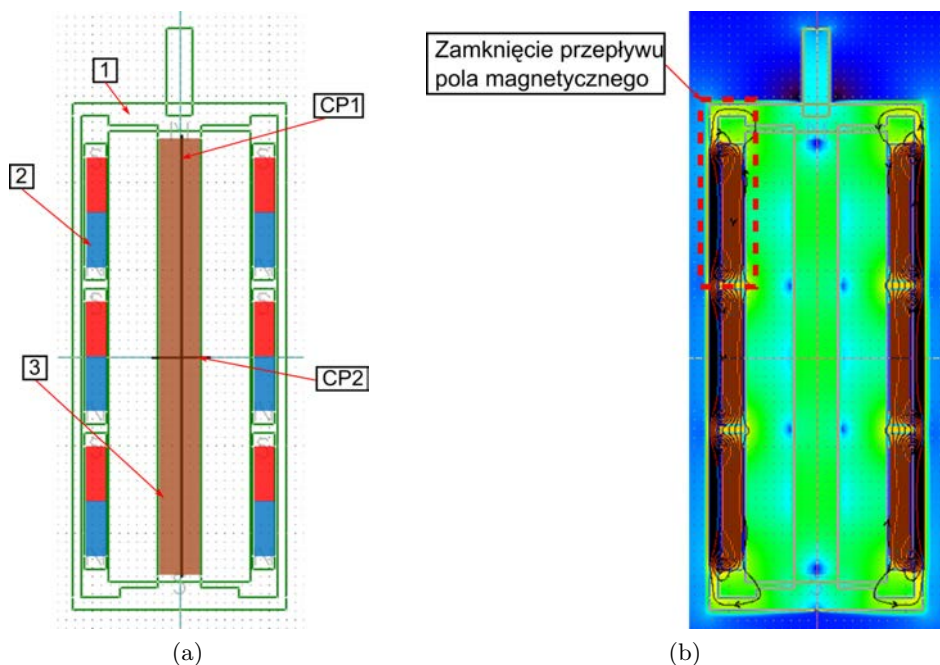 1
CP1
2
3
CP2
(a)
Zamknięcie przepływu
pola magnetycznego
(b)